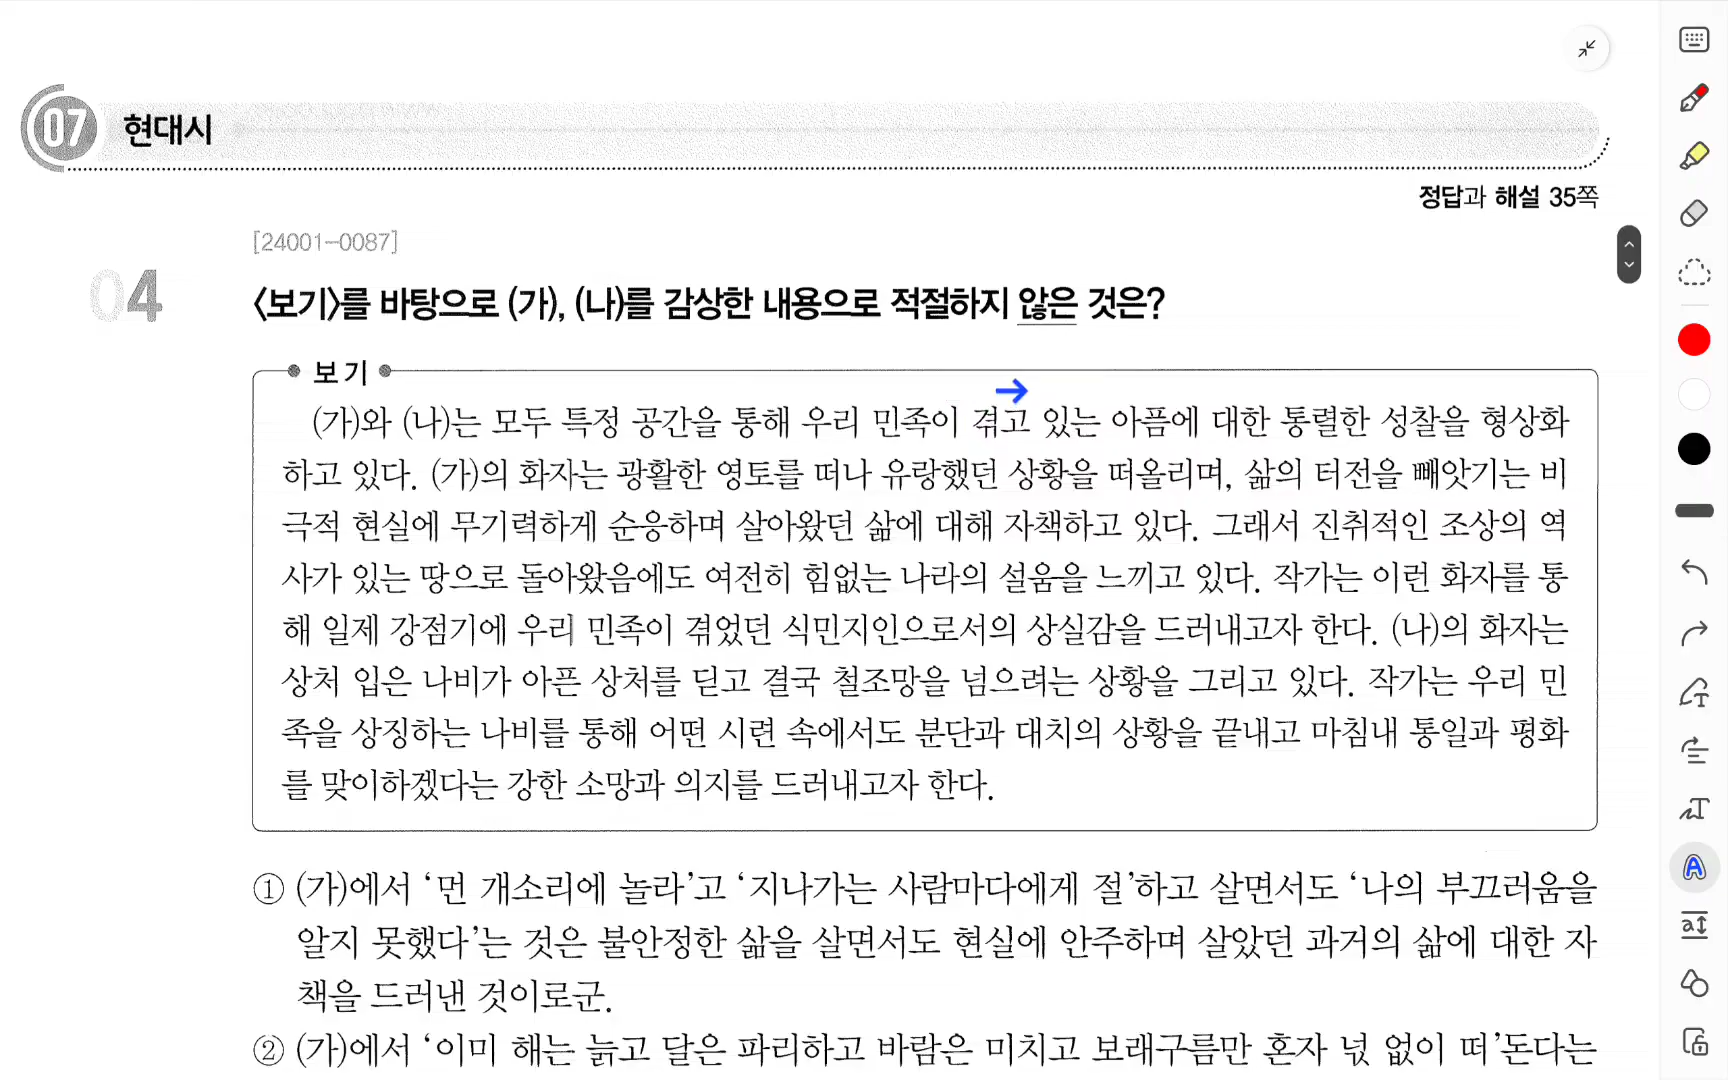 07 현대시
정답과 해설 35쪽
[24001-0087]
04
〈보기〉를 바탕으로 (가), (나)를 감상한 내용으로 적절하지 않은 것은?
보기
(가)와 (나)는 모두 특정 공간을 통해 우리 민족이 겪고 있는 아픔에 대한 통렬한 성찰을 형상화
하고 있다. (가)의 화자는 광활한 영토를 떠나 유랑했던 상황을 떠올리며, 삶의 터전을 빼앗기는 비
극적 현실에 무기력하게 순응하며 살아왔던 삶에 대해 자책하고 있다. 그래서 진취적인 조상의 역
사가 있는 땅으로 돌아왔음에도 여전히 힘없는 나라의 설움을 느끼고 있다. 작가는 이런 화자를 통
해 일제 강점기에 우리 민족이 겪었던 식민지인으로서의 상실감을 드러내고자 한다. (나)의 화자는
상처 입은 나비가 아픈 상처를 딛고 결국 철조망을 넘으려는 상황을 그리고 있다. 작가는 우리 민
족을 상징하는 나비를 통해 어떤 시련 속에서도 분단과 대치의 상황을 끝내고 마침내 통일과 평화
를 맞이하겠다는 강한 소망과 의지를 드러내고자 한다.
① (가)에서 ‘먼 개소리에 놀라’고 ‘지나가는 사람마다에게 절’하고 살면서도 ‘나의 부끄러움을
알지 못했다’는 것은 불안정한 삶을 살면서도 현실에 안주하며 살았던 과거의 삶에 대한 자
책을 드러낸 것이로군.
② (가)에서 ‘이미 해는 늙고 달은 파리하고 바람은 미치고 보래구름만 혼자 넋 없이 떠’돈다는